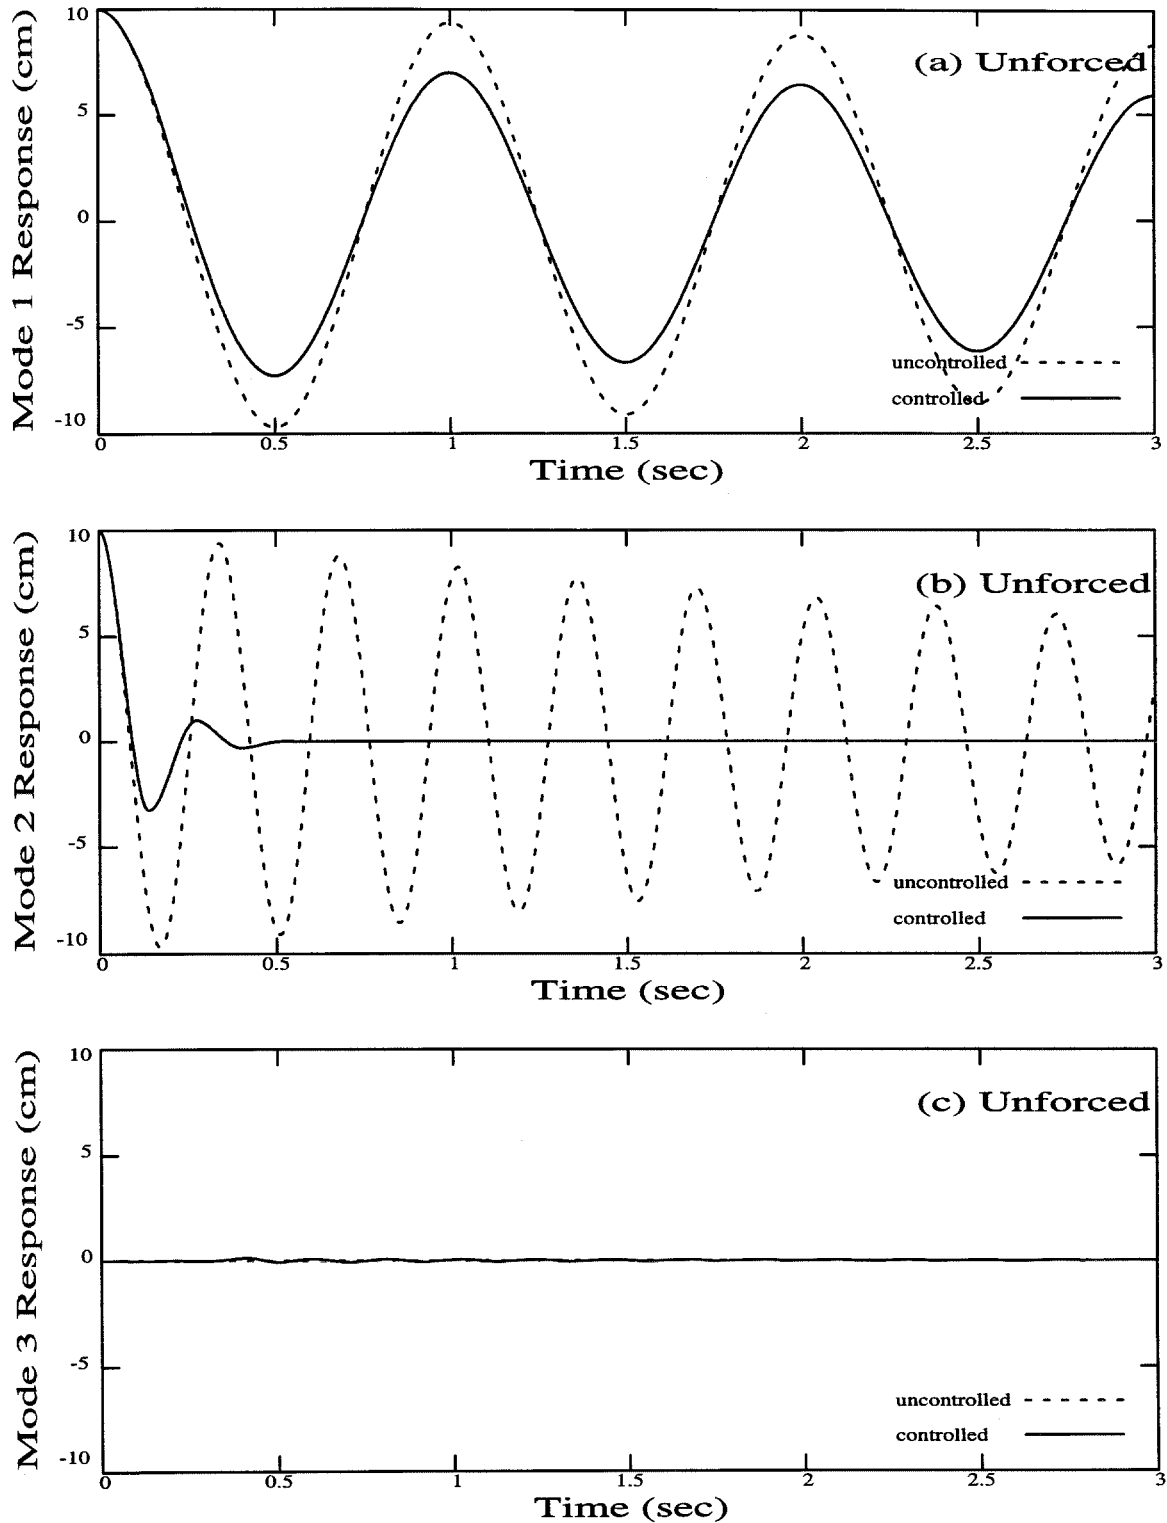 10
5
0
-5
-10
Mode 1 Response (cm)
(a) Unforced
uncontrolled
controlled
0 0.5 1 1.5 2 2.5 3
Time (sec)
10
5
0
-5
-10
Mode 2 Response (cm)
(b) Unforced
uncontrolled
controlled
0 0.5 1 1.5 2 2.5 3
Time (sec)
10
5
0
-5
-10
Mode 3 Response (cm)
(c) Unforced
uncontrolled
controlled
0 0.5 1 1.5 2 2.5 3
Time (sec)